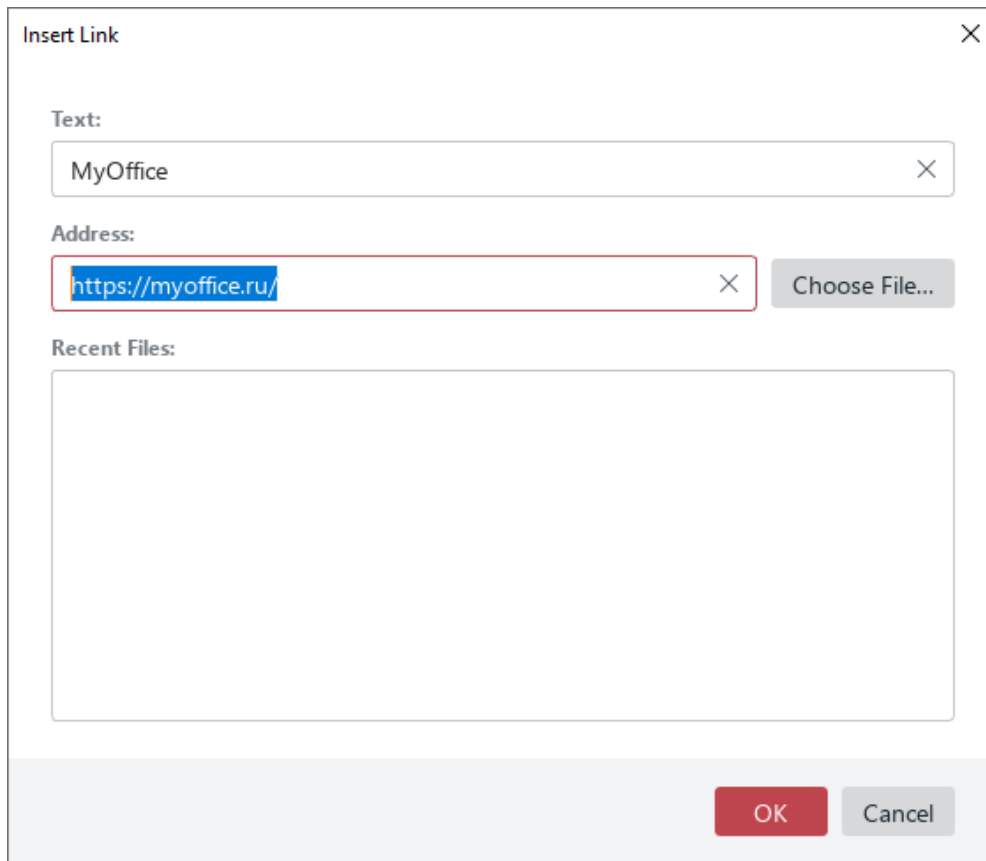 Insert Link
Text:
MyOffice
Address:
https://myoffice.ru/
Choose File...
Recent Files:
OK
Cancel